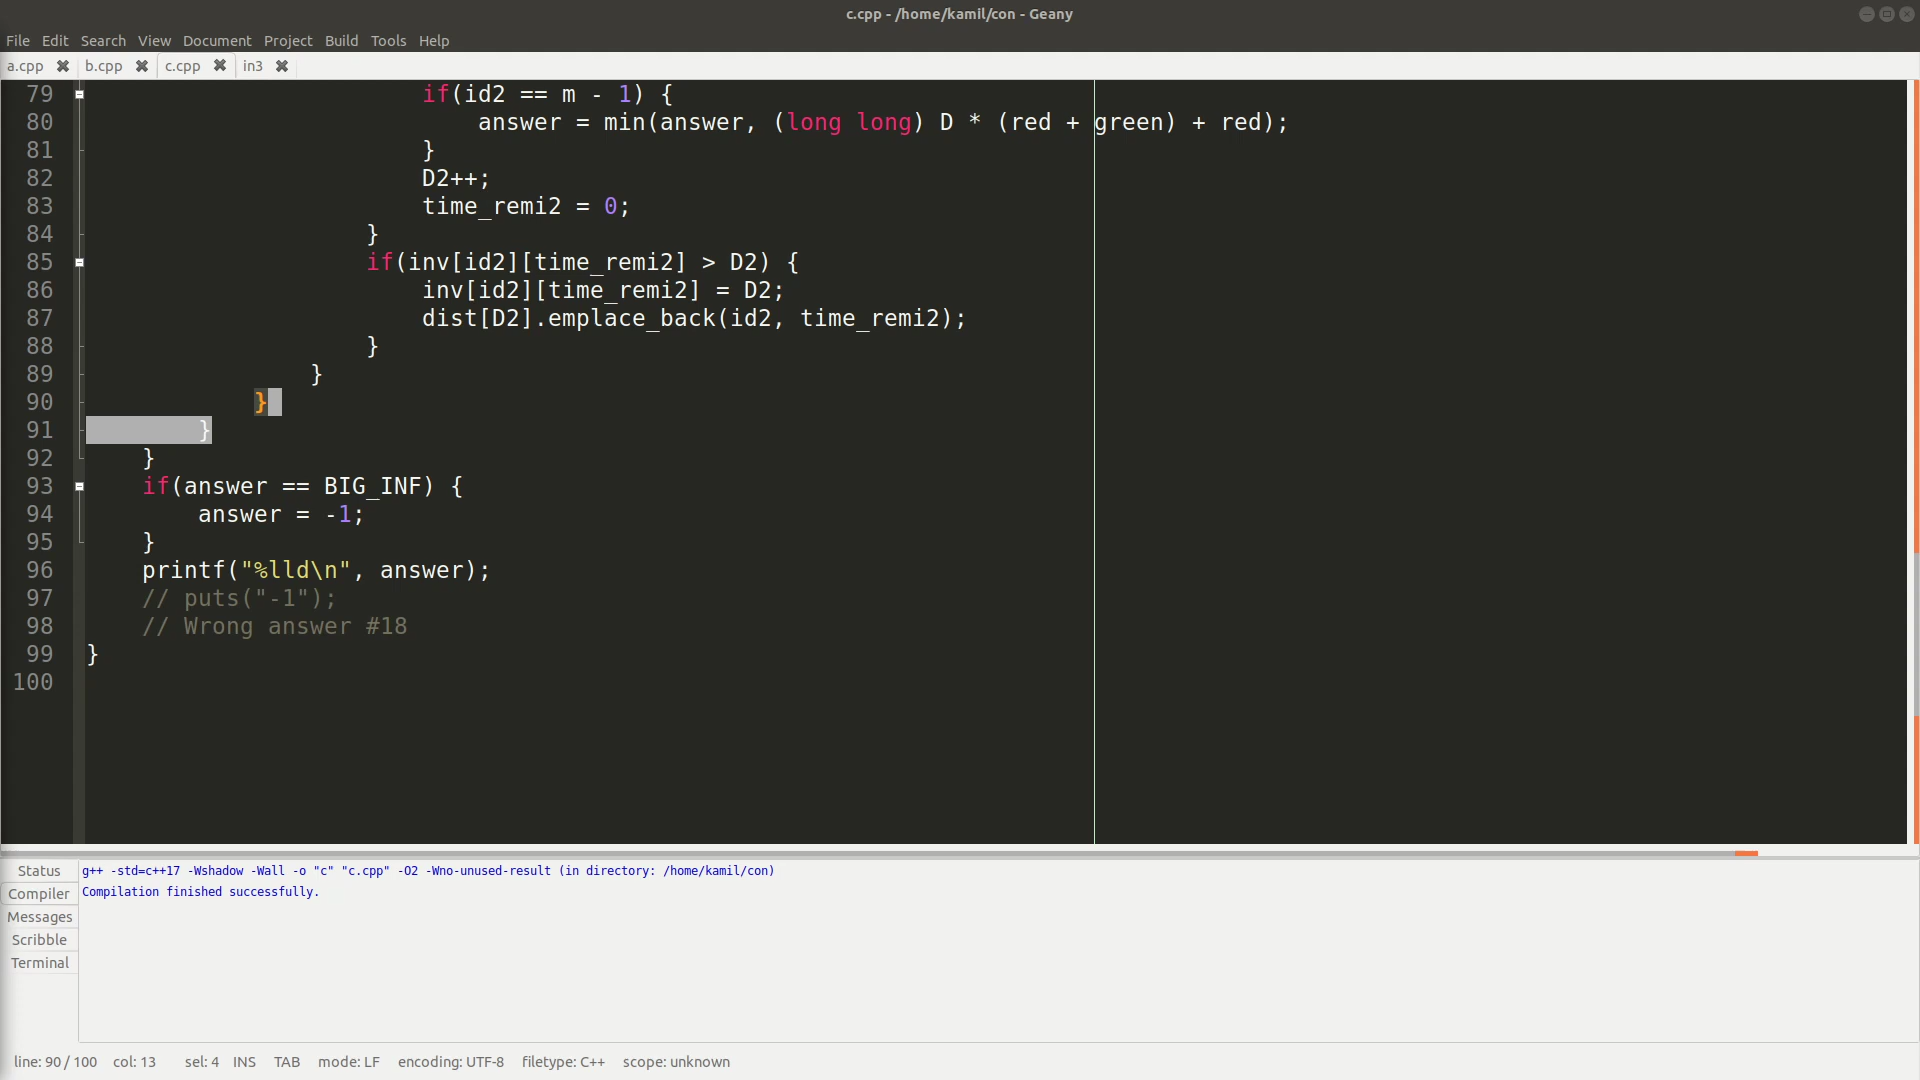 c.cpp - /home/kamil/con - Geany
File Edit Search View Document Project Build Tools Help
a.cpp b.cpp c.cpp in3
79 if(id2 == m - 1) {
80 answer = min(answer, (long long) D * (red + green) + red);
81 }
82 D2++;
83 time_remi2 = 0;
84 }
85 if(inv[id2][time_remi2] > D2) {
86 inv[id2][time_remi2] = D2;
87 dist[D2].emplace_back(id2, time_remi2);
88 }
89 }
90 }
91 }
92 }
93 if(answer == BIG_INF) {
94 answer = -1;
95 }
96 printf("%lld\n", answer);
97 // puts("-1");
98 // Wrong answer #18
99 }
100
Status
Compiler
Messages
Scribble
Terminal
g++ -std=c++17 -Wshadow -Wall -o "c" "c.cpp" -O2 -Wno-unused-result (in directory: /home/kamil/con)
Compilation finished successfully.
line: 90 / 100 col: 13 sel: 4 INS TAB mode: LF encoding: UTF-8 filetype: C++ scope: unknown